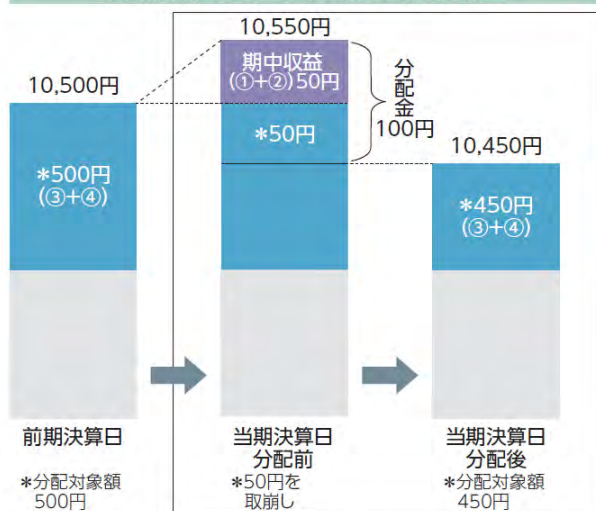 10,550円
10,500円
期中収益
(①+②)50円
分配金
100円
*50円
10,450円
*500円
(③+④)
*450円
(③+④)
前期決算日
当期決算日
分配前
当期決算日
分配後
*分配対象額
500円
*50円を
取崩し
*分配対象額
450円